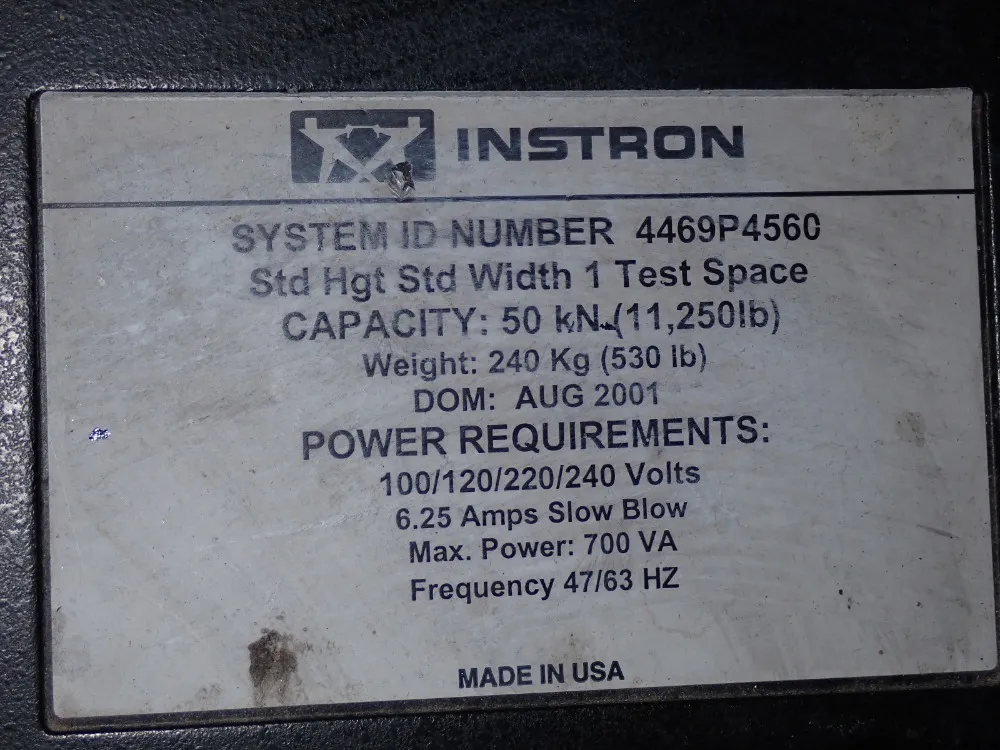 INSTRON
SYSTEM ID NUMBER 4469P4560
Std Hgt Std Width 1 Test Space
CAPACITY: 50 kN (11,250lb)
Weight: 240 Kg (530 lb)
DOM: AUG 2001
POWER REQUIREMENTS:
100/120/220/240 Volts
6.25 Amps Slow Blow
Max. Power: 700 VA
Frequency 47/63 HZ
MADE IN USA